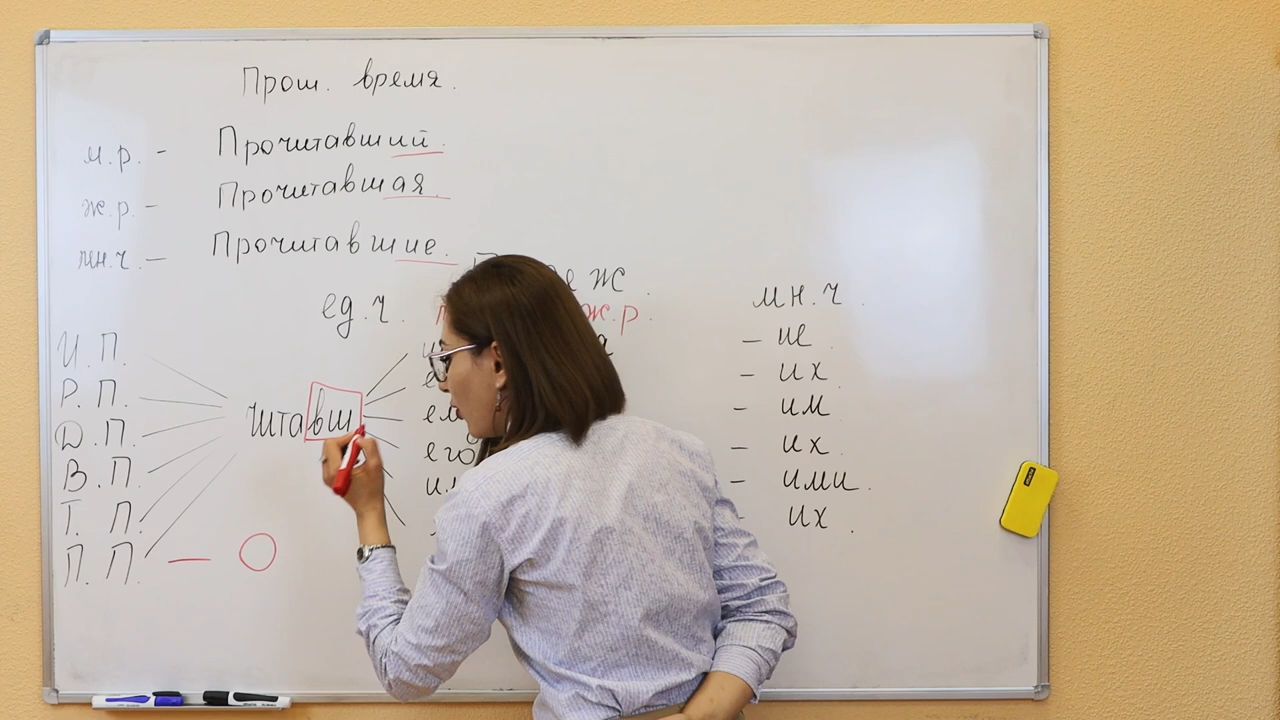 Прош. время.
м.р. - Прочитавший.
ж.р. - Прочитавшая.
мн.ч. - Прочитавшие.
ед.ч. ж.р. мн.ч.
И.П. - ие
Р.П. - их
Д.П. читавш - им
В.П. его - их
Т.П. - ими.
П.П. - О - их.